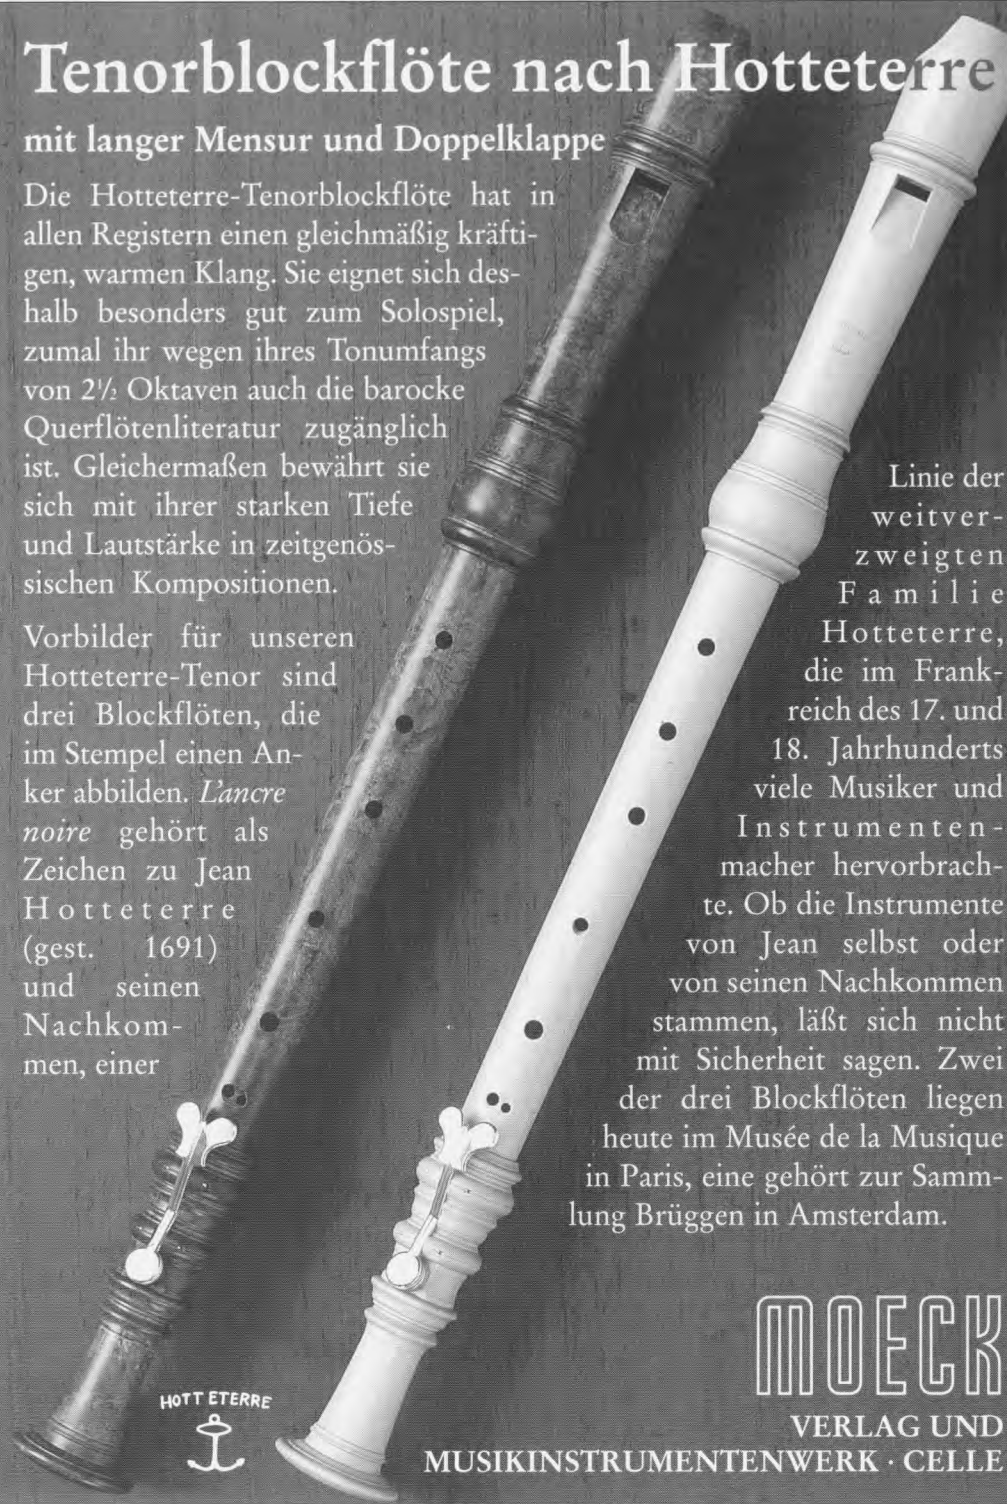 Tenorblockflöte nach Hotteterre
mit langer Mensur und Doppelklappe
Die Hotteterre-Tenorblockflöte hat in
allen Registern einen gleichmäßig kräfti-
gen, warmen Klang. Sie eignet sich des-
halb besonders gut zum Solospiel,
zumal ihr wegen ihres Tonumfangs
von 2½ Oktaven auch die barocke
Querflötenliteratur zugänglich
ist. Gleichermaßen bewährt sie
sich mit ihrer starken Tiefe
und Lautstärke in zeitgenös-
sischen Kompositionen.
Vorbilder für unseren
Hotteterre-Tenor sind
drei Blockflöten, die
im Stempel einen An-
ker abbilden. L'ancre
noire gehört als
Zeichen zu Jean
Hotteterre
(gest. 1691)
und seinen
Nachkom-
men, einer
Linie der
weitver-
zweigten
Familie
Hotteterre,
die im Frank-
reich des 17. und
18. Jahrhunderts
viele Musiker und
Instrumenten-
macher hervorbrach-
te. Ob die Instrumente
von Jean selbst oder
von seinen Nachkommen
stammen, läßt sich nicht
mit Sicherheit sagen. Zwei
der drei Blockflöten liegen
heute im Musée de la Musique
in Paris, eine gehört zur Samm-
lung Brüggen in Amsterdam.
HOTTETERRE
MOECK
VERLAG UND
MUSIKINSTRUMENTENWERK · CELLE